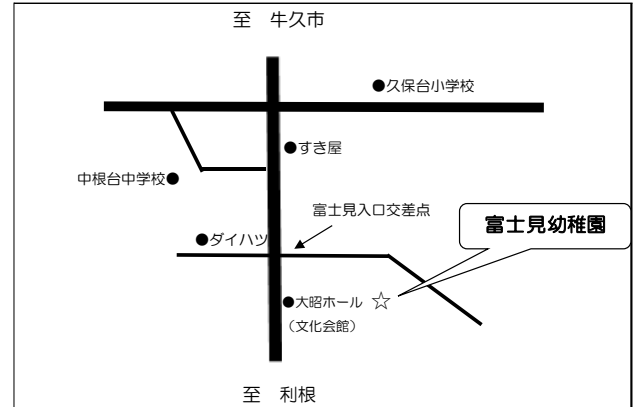 至　牛久市
●久保台小学校
●すき屋
中根台中学校●
富士見入口交差点
富士見幼稚園
●ダイハツ
●大昭ホール ☆
（文化会館）
至　利根